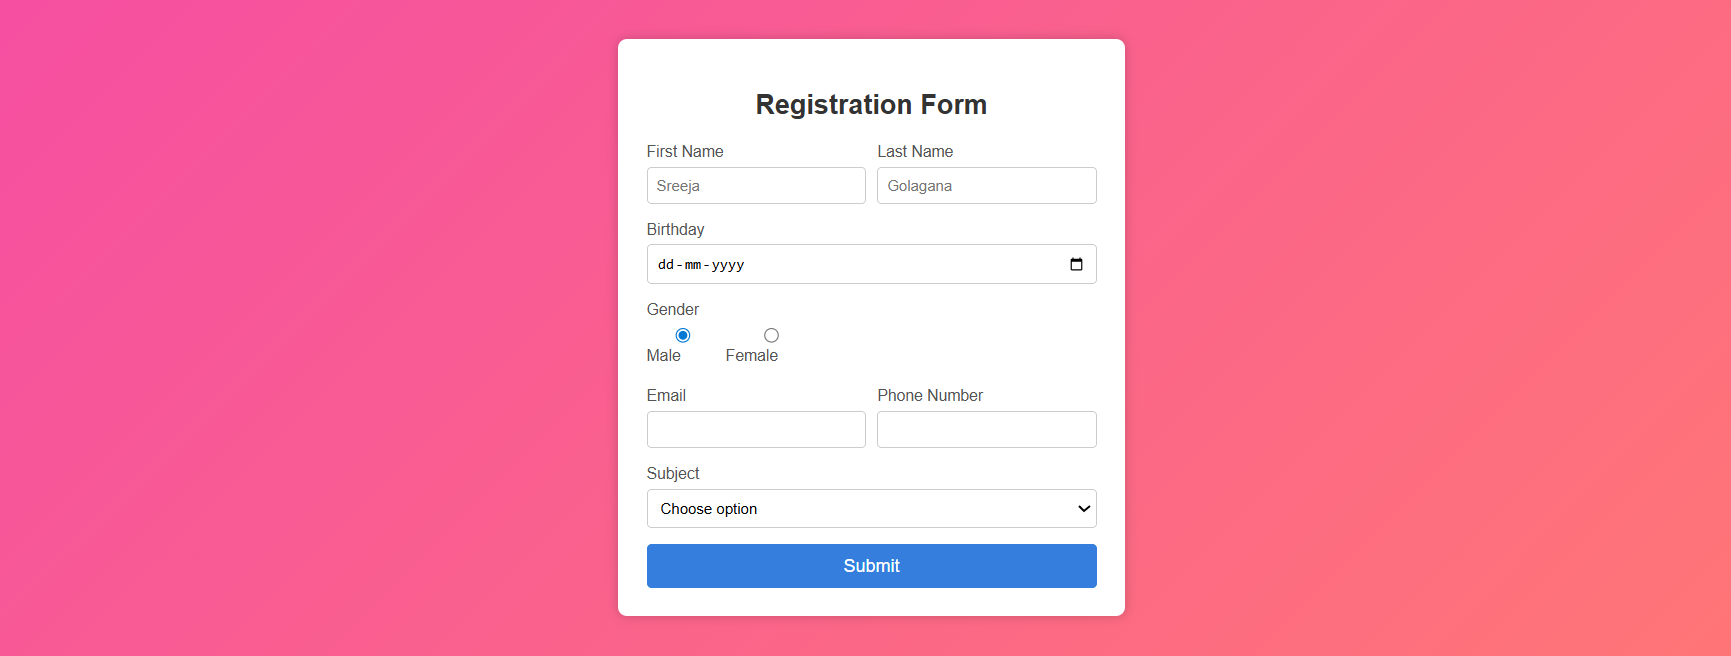 Registration Form
First Name Last Name
Sreeja Golagana
Birthday
dd-mm-yyyy
Gender
Male Female
Email Phone Number
Subject
Choose option
Submit